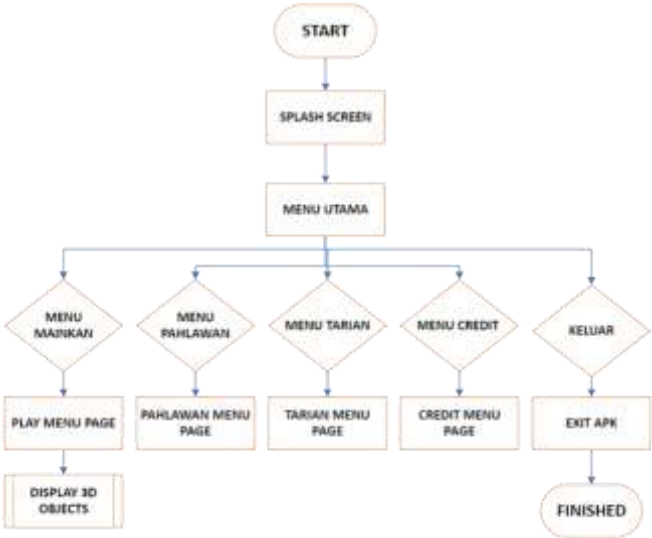 START
SPLASH SCREEN
MENU UTAMA
MENU
MAINKAN
MENU
PAHLAWAN
MENU TARIAN
MENU CREDIT
KELUAR
PLAY MENU PAGE
PAHLAWAN MENU
PAGE
TARIAN MENU
PAGE
CREDIT MENU
PAGE
EXIT APK
DISPLAY 3D
OBJECTS
FINISHED